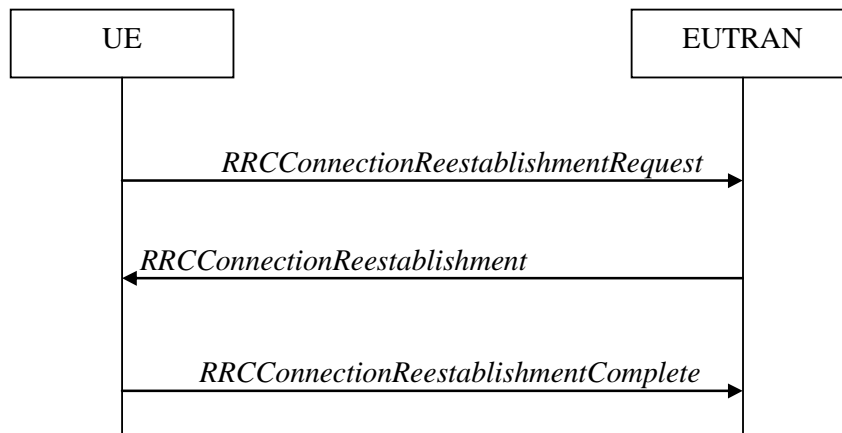 UE
EUTRAN
RRCConnectionReestablishmentRequest
RRCConnectionReestablishment
RRCConnectionReestablishmentComplete